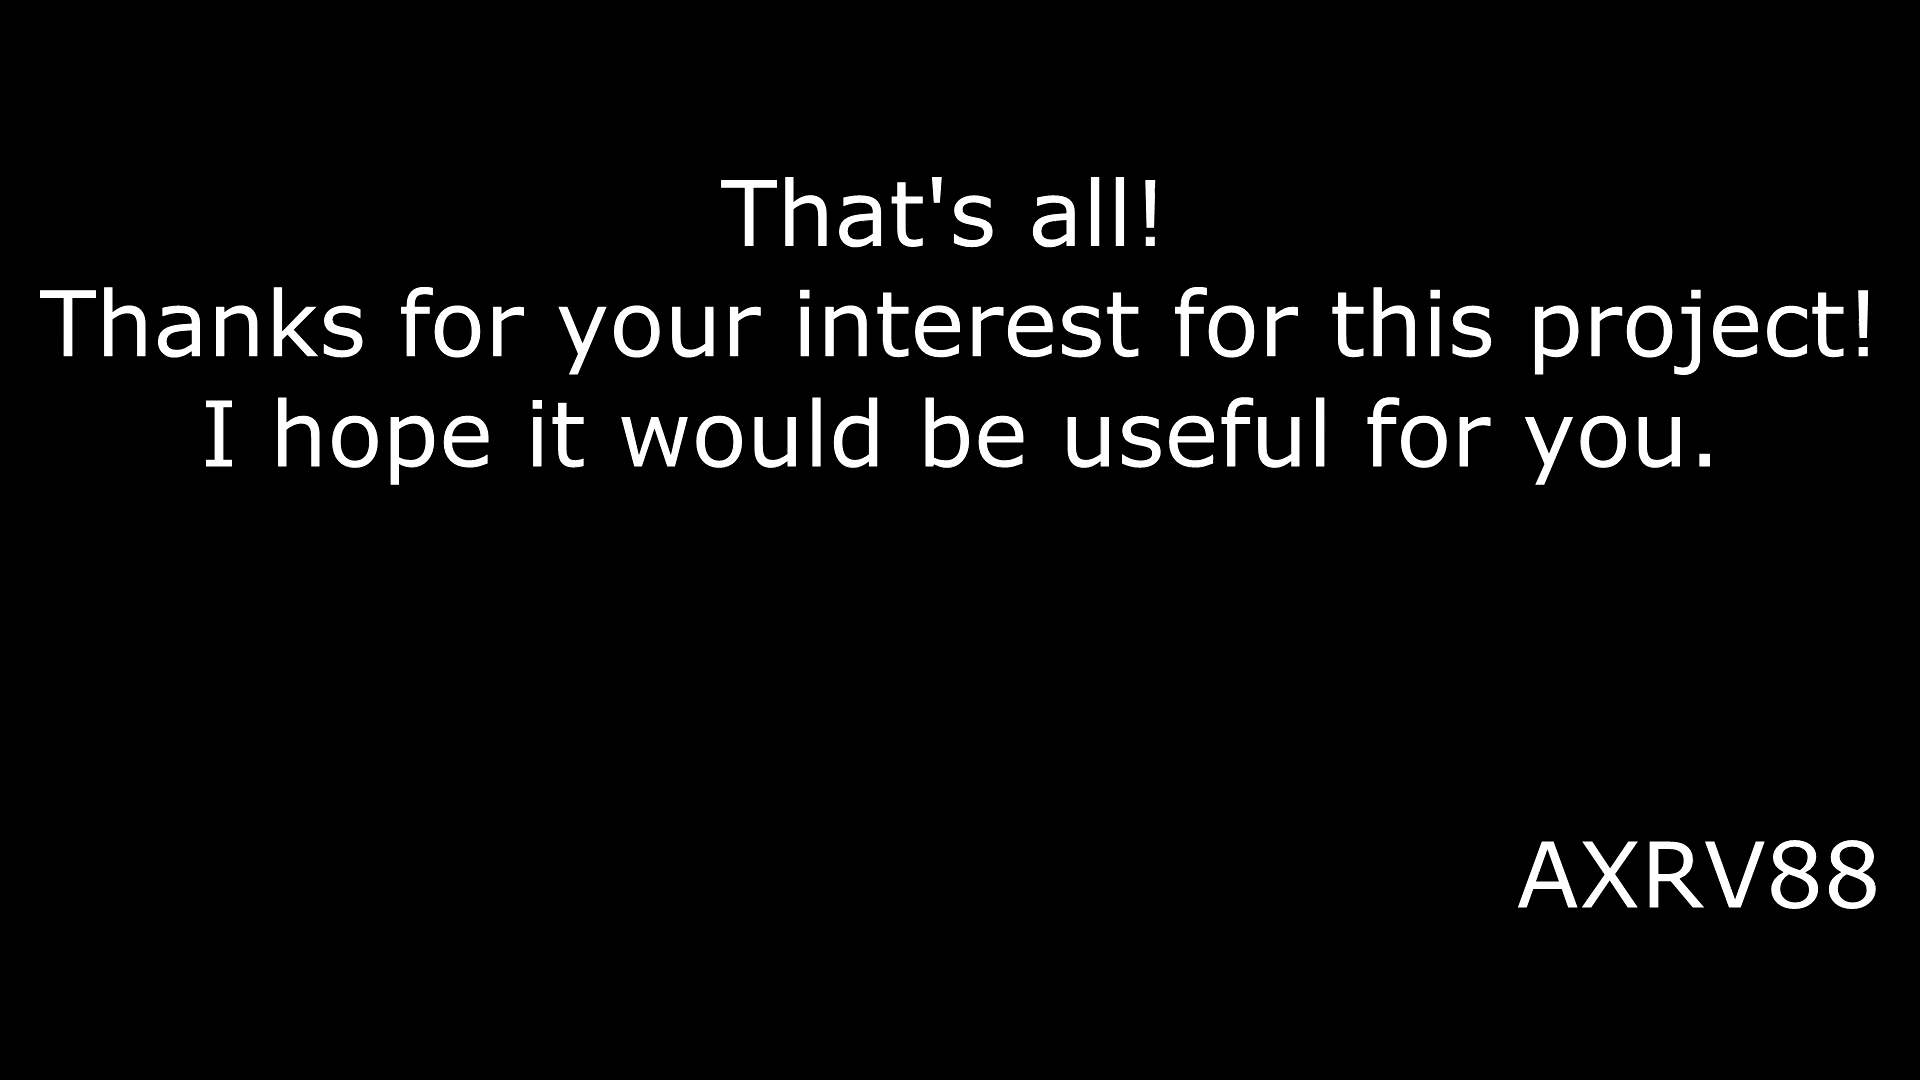 That's all!
Thanks for your interest for this project!
I hope it would be useful for you.
AXRV88